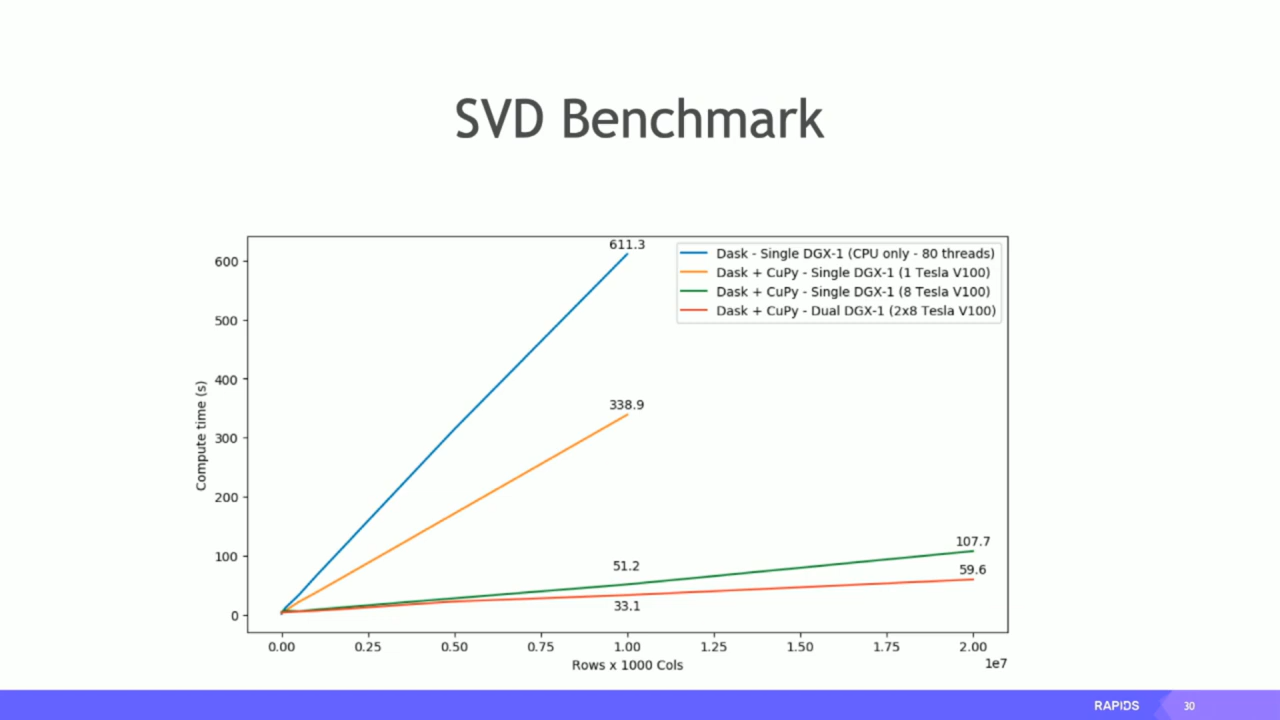 SVD Benchmark
611.3
Dask - Single DGX-1 (CPU only - 80 threads)
Dask + CuPy - Single DGX-1 (1 Tesla V100)
Dask + CuPy - Single DGX-1 (8 Tesla V100)
Dask + CuPy - Dual DGX-1 (2x8 Tesla V100)
338.9
107.7
51.2
59.6
33.1
Compute time (s)
600
500
400
300
200
100
0
0.00 0.25 0.50 0.75 1.00 1.25 1.50 1.75 2.00
1e7
Rows x 1000 Cols
RAPIDS 30